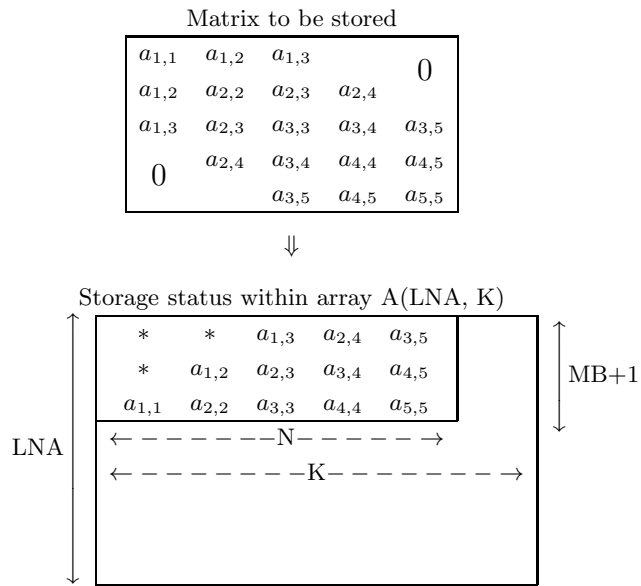 Matrix to be stored
a1,1 a1,2 a1,3 0
a1,2 a2,2 a2,3 a2,4
a1,3 a2,3 a3,3 a3,4 a3,5
0 a2,4 a3,4 a4,4 a4,5
a3,5 a4,5 a5,5
⇓
Storage status within array A(LNA, K)
* * a1,3 a2,4 a3,5
* a1,2 a2,3 a3,4 a4,5
MB+1
a1,1 a2,2 a3,3 a4,4 a5,5
N
LNA
K